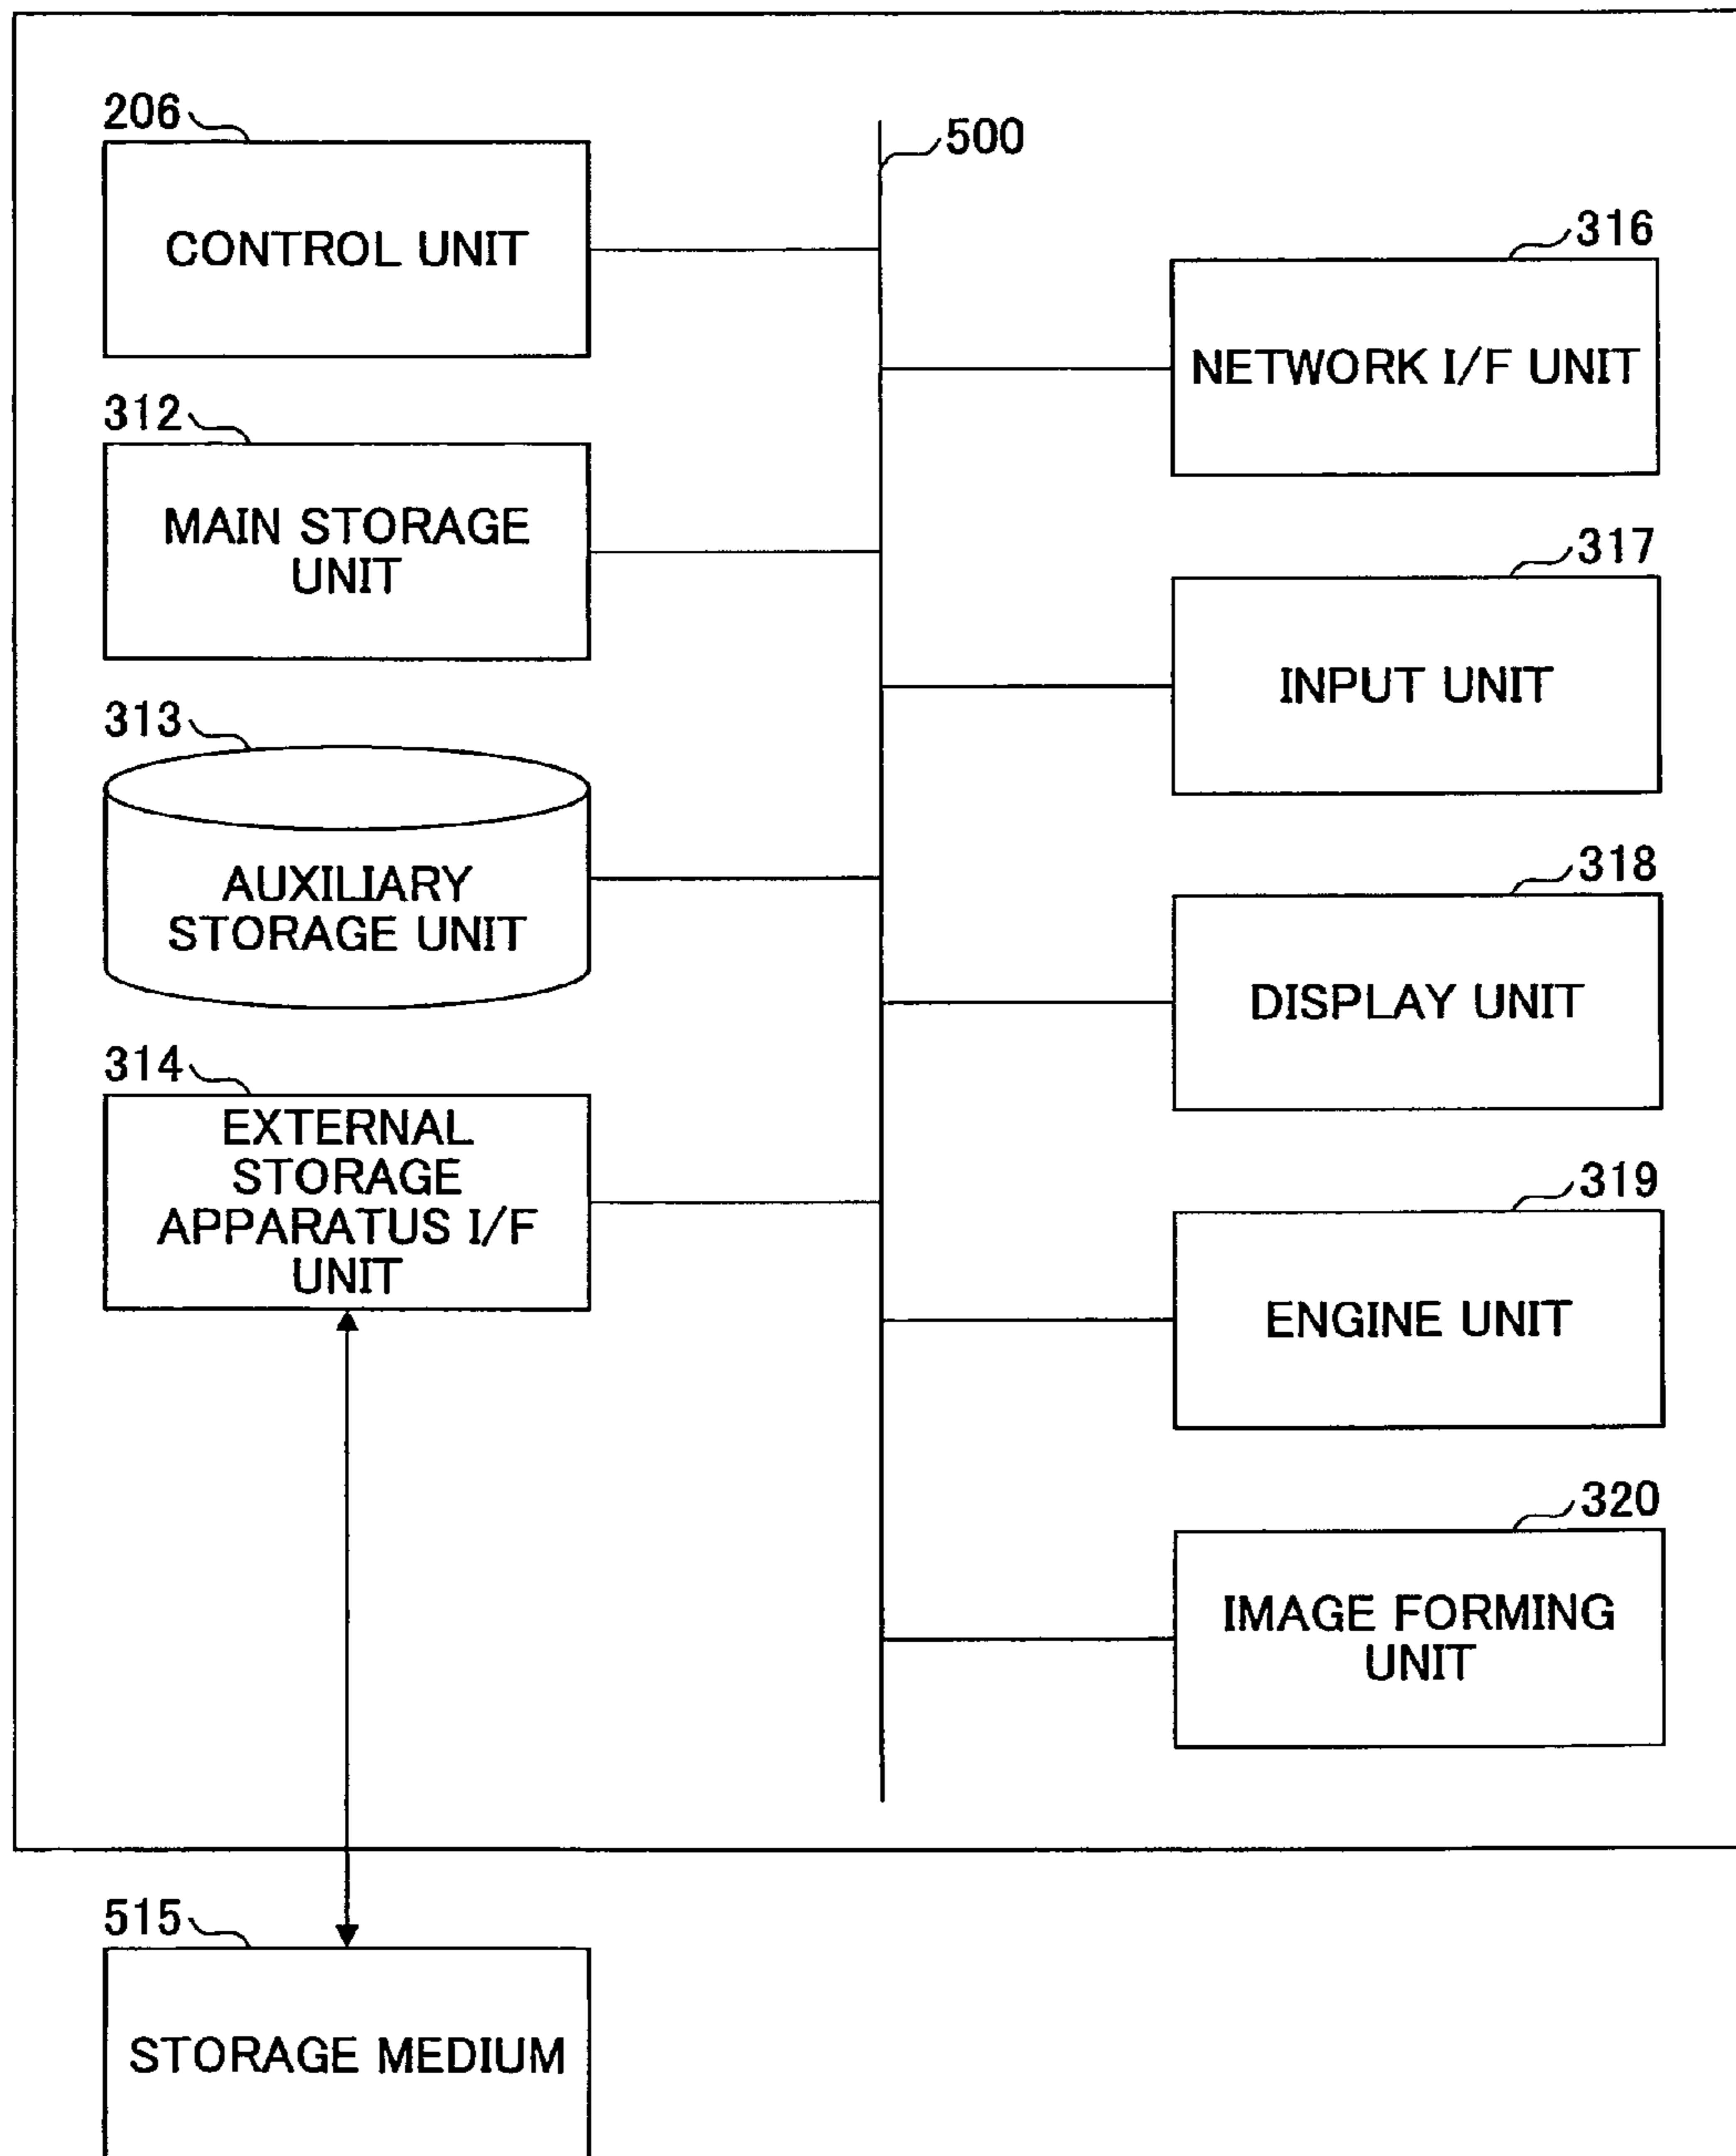 206
CONTROL UNIT
312
MAIN STORAGE
UNIT
313
AUXILIARY
STORAGE UNIT
314
EXTERNAL
STORAGE
APPARATUS I/F
UNIT
515
STORAGE MEDIUM
500
316
NETWORK I/F UNIT
317
INPUT UNIT
318
DISPLAY UNIT
319
ENGINE UNIT
320
IMAGE FORMING
UNIT